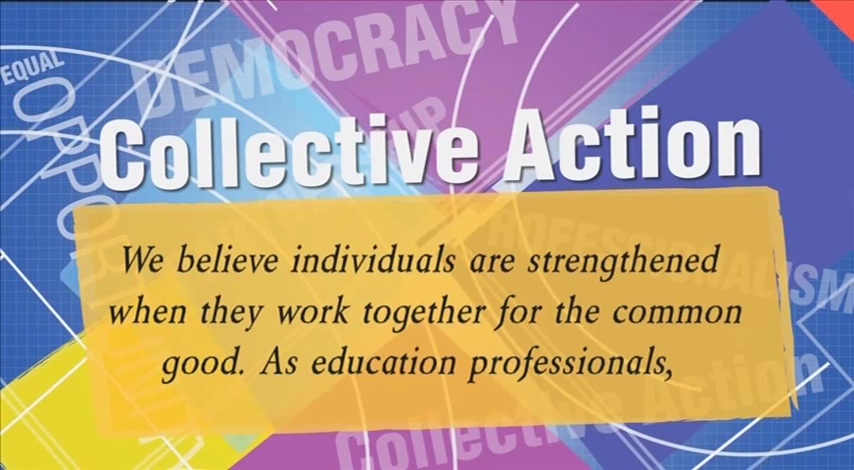 EQUAL
DEMOCRACY
Collective Action
We believe individuals are strengthened
when they work together for the common
good. As education professionals,
Collective Action